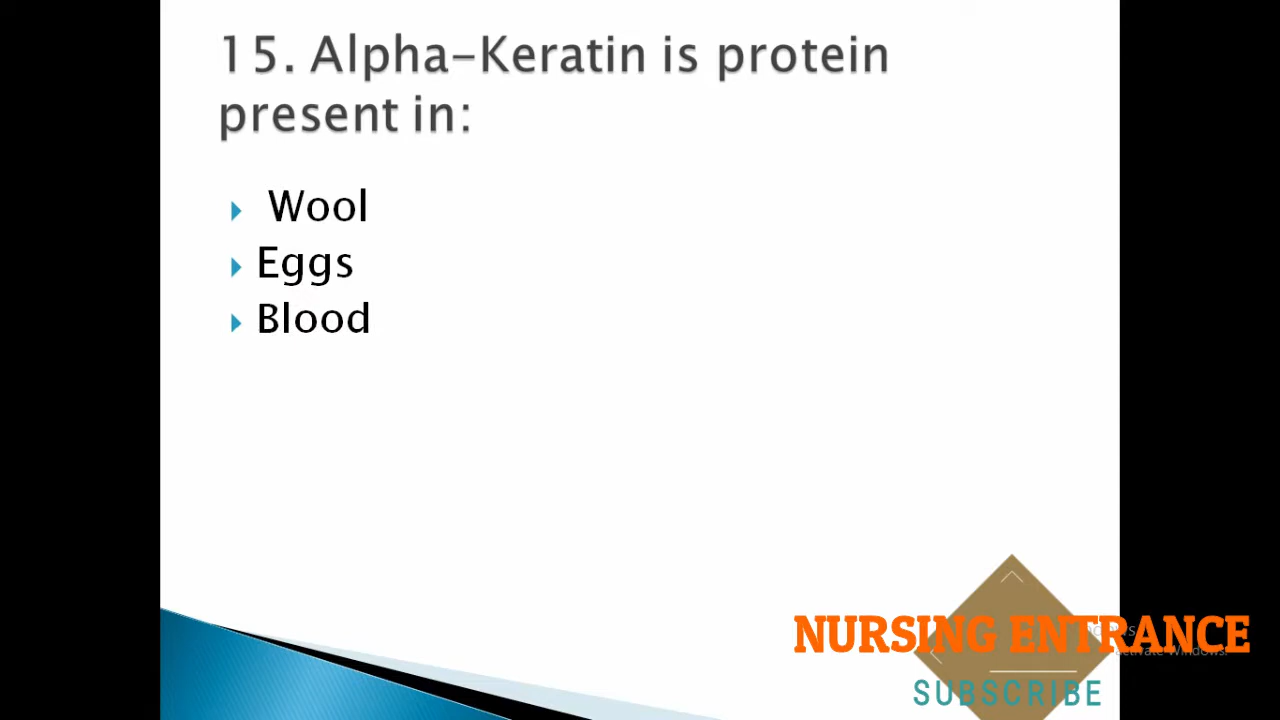 15. Alpha-Keratin is protein
present in:
Wool
Eggs
Blood
NURSING ENTRANCE
SUBSCRIBE